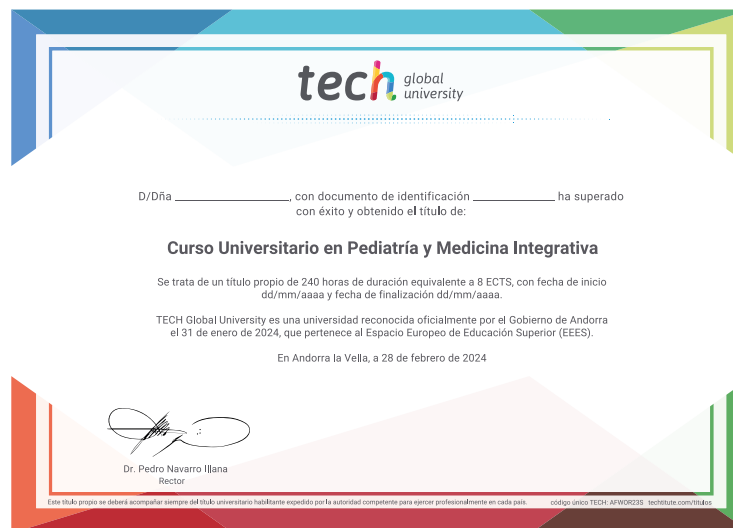 tech global
university
D/Dña ______________, con documento de identificación __________ ha superado
con éxito y obtenido el título de:
Curso Universitario en Pediatría y Medicina Integrativa
Se trata de un título propio de 240 horas de duración equivalente a 8 ECTS, con fecha de inicio
dd/mm/aaaa y fecha de finalización dd/mm/aaaa.
TECH Global University es una universidad reconocida oficialmente por el Gobierno de Andorra
el 31 de enero de 2024, que pertenece al Espacio Europeo de Educación Superior (EEES).
En Andorra la Vella, a 28 de febrero de 2024
Dr. Pedro Navarro Illana
Rector
Este título propio se deberá acompañar siempre del título universitario habilitante expedido por la autoridad competente para ejercer profesionalmente en cada país. código único TECH: AFWOR23S techtitute.com/titulos